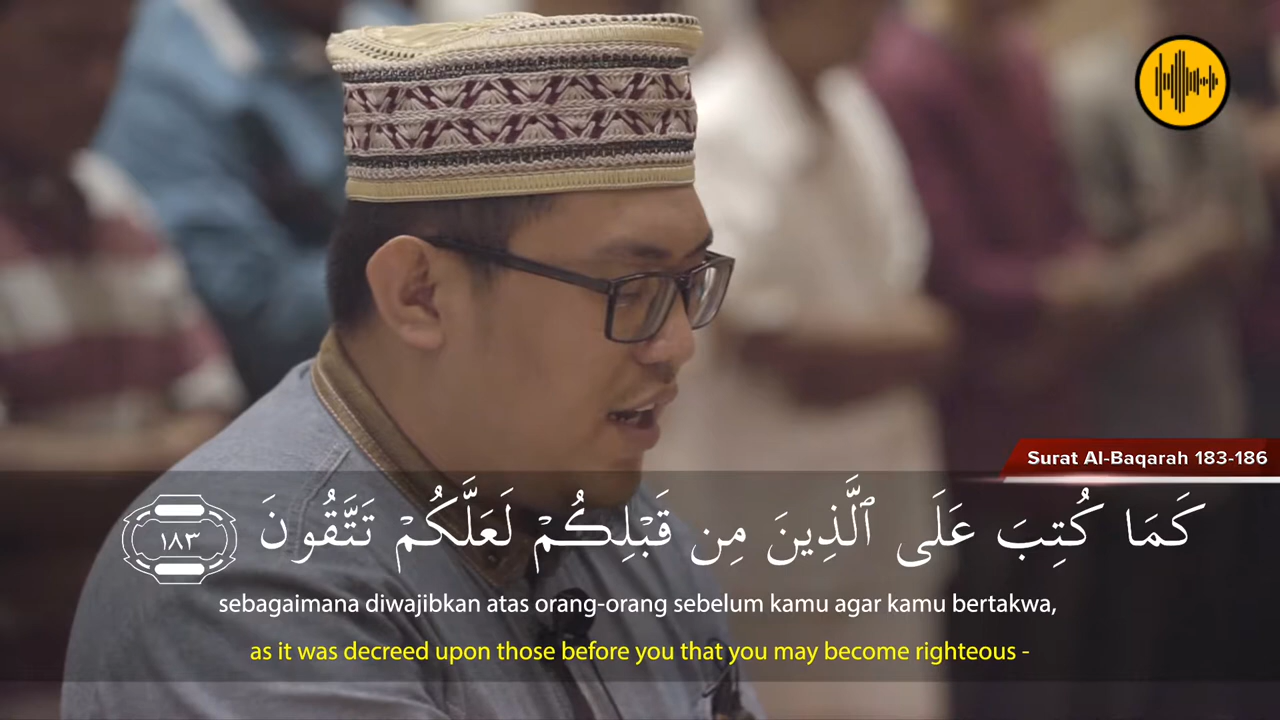 Surat Al-Baqarah 183-186
كَمَا كُتِبَ عَلَى ٱلَّذِينَ مِن قَبْلِكُمْ لَعَلَّكُمْ تَتَّقُونَ ١٨٣
sebagaimana diwajibkan atas orang-orang sebelum kamu agar kamu bertakwa,
as it was decreed upon those before you that you may become righteous -